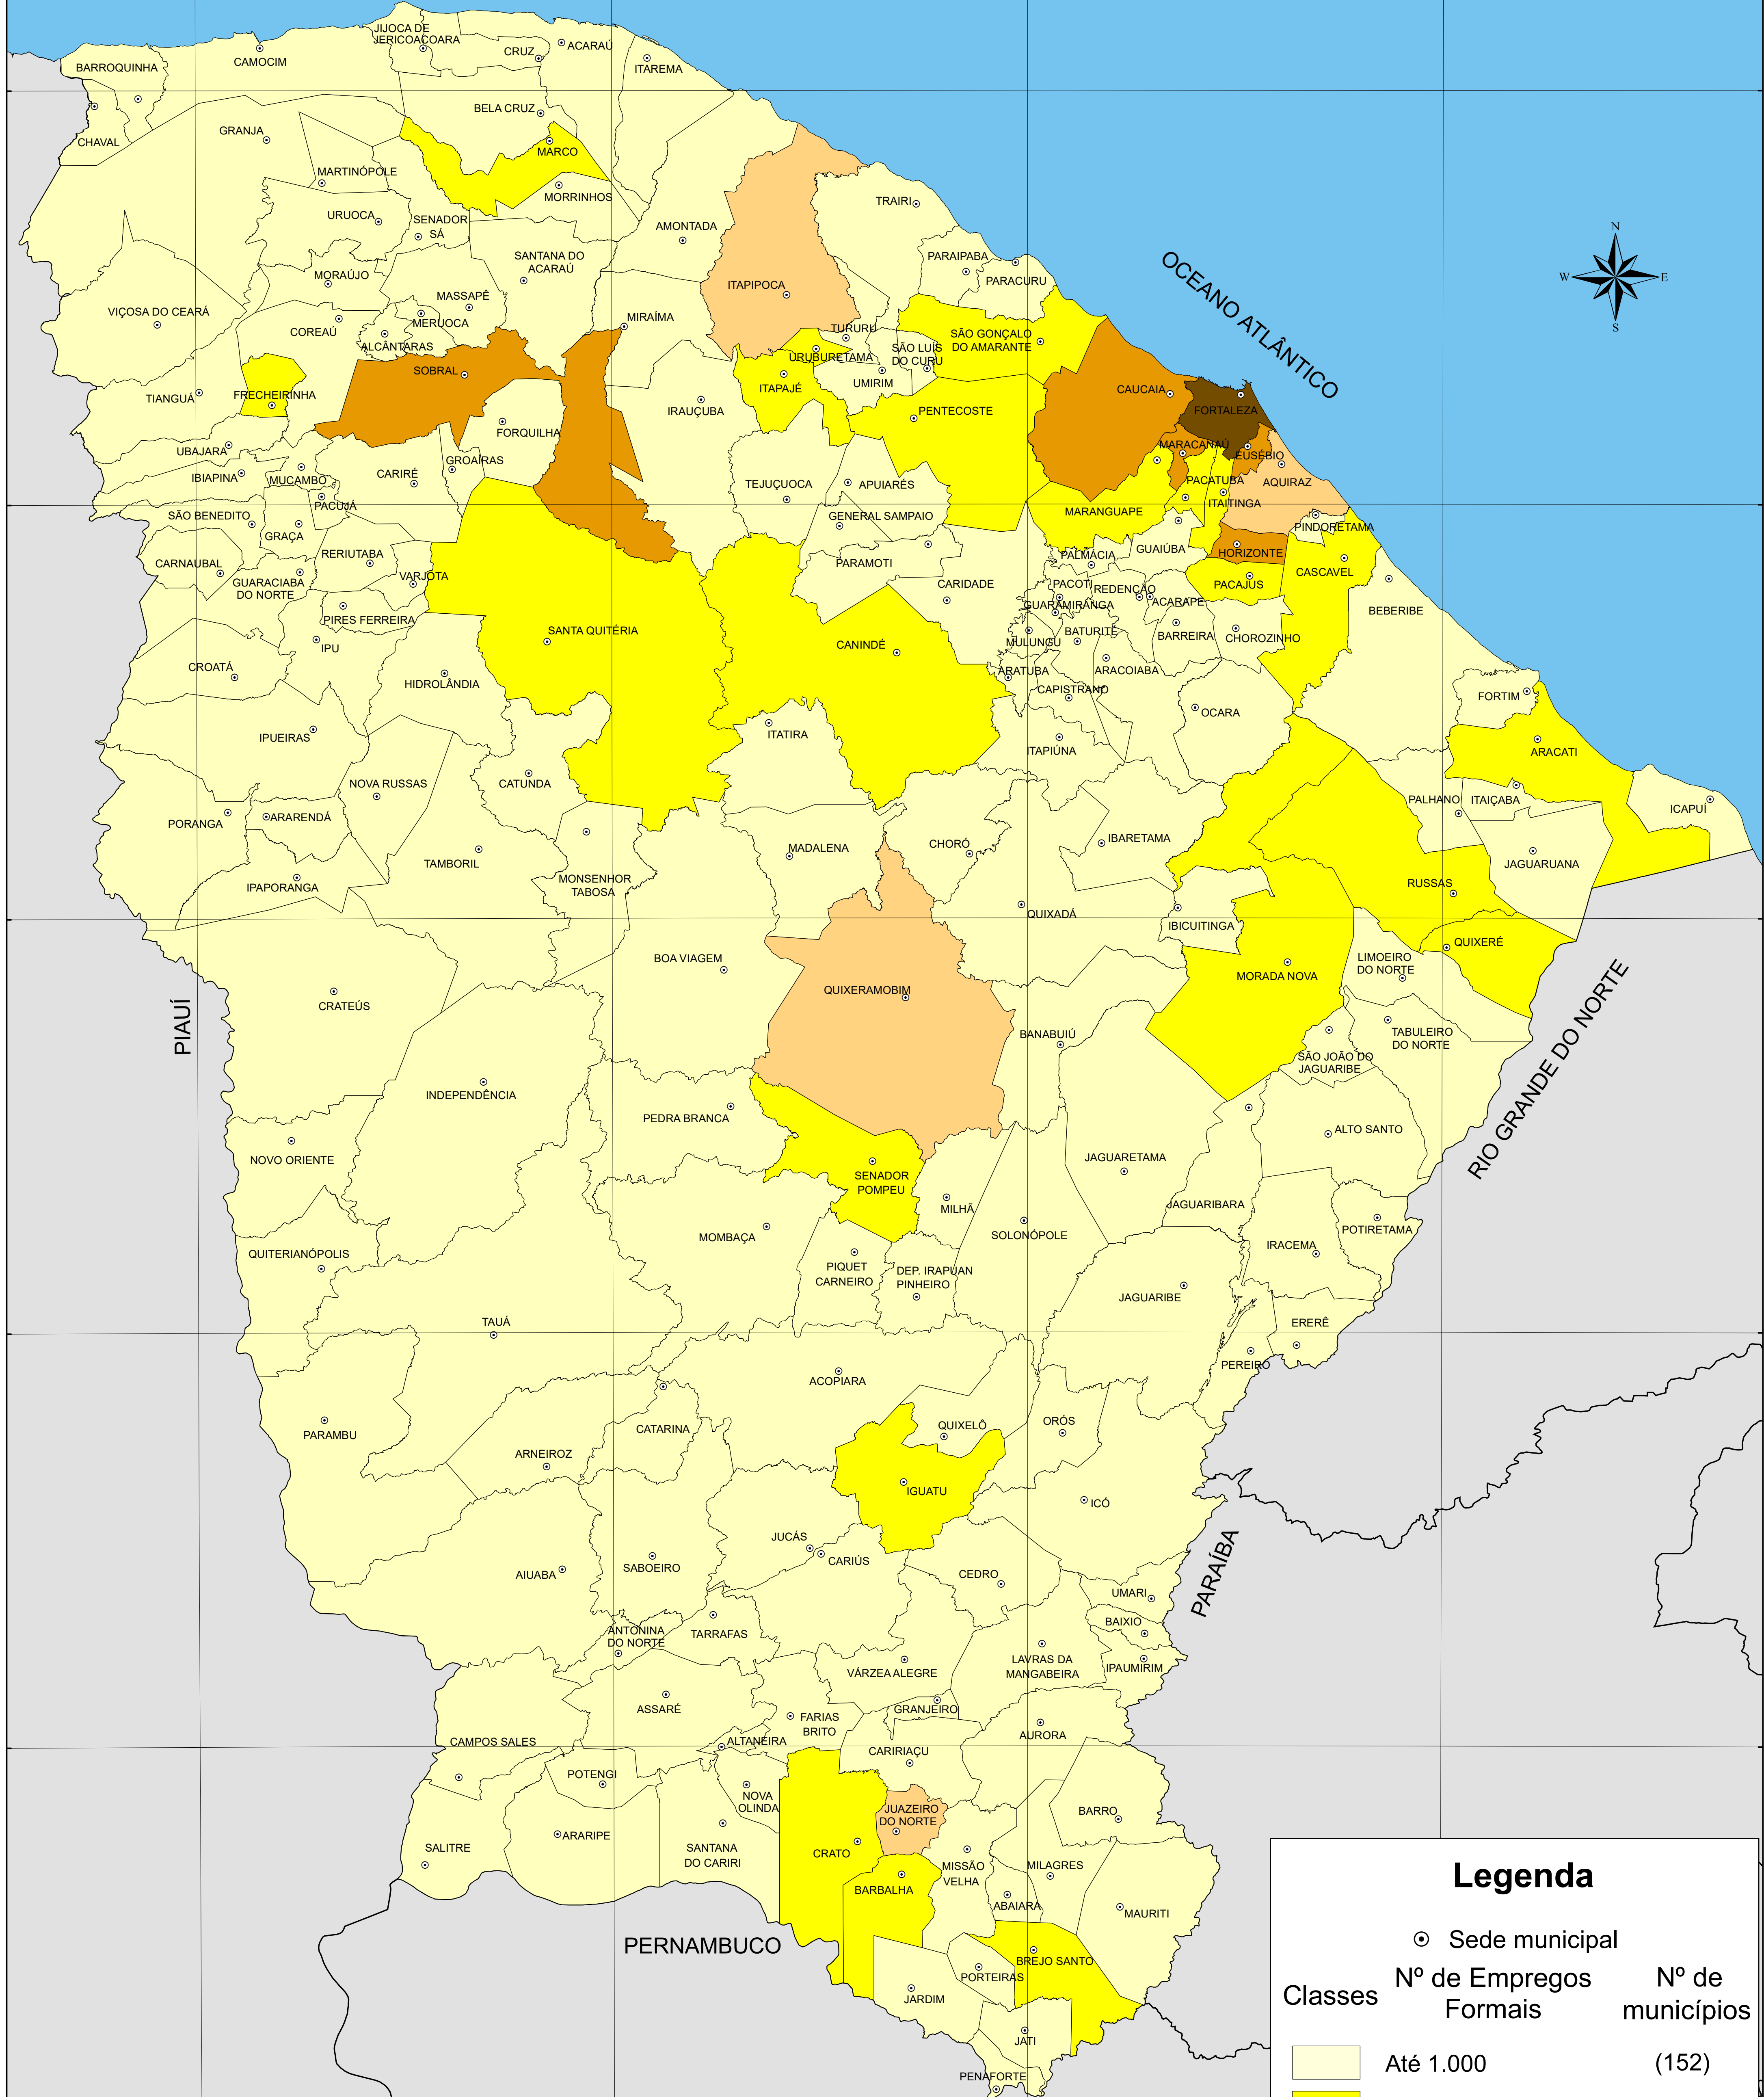 JIJOCA DE
JERICOACOARA
CRUZ
ACARAÚ
ITAREMA
BARROQUINHA
CAMOCIM
BELA CRUZ
CHAVAL
GRANJA
MARCO
MARTINÓPOLE
MORRINHOS
URUOCA
SENADOR
SÁ
AMONTADA
TRAIRI
SANTANA DO
ACARAÚ
PARAIPABA
PARACURU
MORAÚJO
ITAPIPOCA
MASSAPÊ
VIÇOSA DO CEARÁ
MERUOCA
MIRAÍMA
COREAÚ
ALCÂNTARAS
TURURU
URUBURETAMA
SÃO LUÍS
DO CURU
SÃO GONÇALO
DO AMARANTE
OCEANO ATLÂNTICO
N
W
E
S
SOBRAL
UMIRIM
ITAPAJÉ
CAUCAIA
TIANGUÁ
FRECHEIRINHA
IRAUÇUBA
PENTECOSTE
FORTALEZA
FORQUILHA
MARACANAÚ
EUSÉBIO
UBAJARA
GROAÍRAS
IBIAPINA
MUCAMBO
CARIRÉ
TEJUÇUOCA
APUIARÉS
PACATUBA
AQUIRAZ
ITAITINGA
PACUJÁ
SÃO BENEDITO
GENERAL SAMPAIO
MARANGUAPE
PINDORETAMA
GRAÇA
RERIUTABA
CARNAUBAL
PARAMOTI
PALMÁCIA
GUAIÚBA
HORIZONTE
VARJOTA
GUARACIABA
DO NORTE
CARIDADE
PACOTI
REDENÇÃO
PACAJUS
CASCAVEL
GUARAMIRANGA
ACARAPE
BEBERIBE
PIRES FERREIRA
SANTA QUITÉRIA
MULUNGU
BATURITÉ
BARREIRA
CHOROZINHO
IPU
CANINDÉ
CROATÁ
HIDROLÂNDIA
ARATUBA
ARACOIABA
CAPISTRANO
FORTIM
OCARA
IPUEIRAS
ITATIRA
ITAPIÚNA
ARACATI
NOVA RUSSAS
CATUNDA
PORANGA
ARARENDÁ
PALHANO
ITAIÇABA
ICAPUÍ
TAMBORIL
MADALENA
CHORÓ
IBARETAMA
JAGUARUANA
IPAPORANGA
MONSENHOR
TABOSA
RUSSAS
QUIXADÁ
IBICUITINGA
QUIXERÉ
BOA VIAGEM
LIMOEIRO
DO NORTE
MORADA NOVA
QUIXERAMOBIM
CRATEÚS
PIAUÍ
BANABUIÚ
TABULEIRO
DO NORTE
SÃO JOÃO DO
JAGUARIBE
RIO GRANDE DO NORTE
INDEPENDÊNCIA
PEDRA BRANCA
ALTO SANTO
NOVO ORIENTE
JAGUARETAMA
SENADOR
POMPEU
MILHÃ
JAGUARIBARA
POTIRETAMA
MOMBAÇA
SOLONÓPOLE
IRACEMA
QUITERIANÓPOLIS
PIQUET
CARNEIRO
DEP. IRAPUAN
PINHEIRO
JAGUARIBE
TAUÁ
ERERÊ
PEREIRO
ACOPIARA
PARAMBU
CATARINA
QUIXELÔ
ORÓS
ARNEIROZ
IGUATU
ICÓ
JUCÁS
CARIÚS
AIUABA
SABOEIRO
CEDRO
PARAÍBA
UMARI
BAIXIO
ANTONINA
DO NORTE
TARRAFAS
LAVRAS DA
MANGABEIRA
IPAUMIRIM
VÁRZEA ALEGRE
ASSARÉ
GRANJEIRO
FARIAS
BRITO
AURORA
CAMPOS SALES
ALTANEIRA
CARIRIAÇU
POTENGI
NOVA
OLINDA
JUAZEIRO
DO NORTE
BARRO
ARARIPE
SALITRE
SANTANA
DO CARIRI
CRATO
MISSÃO
VELHA
MILAGRES
BARBALHA
ABAIARA
MAURITI
PERNAMBUCO
BREJO SANTO
PORTEIRAS
JARDIM
JATI
PENAFORTE
Legenda
Sede municipal
Classes
Nº de Empregos
Formais
Nº de
municípios
Até 1.000
(152)